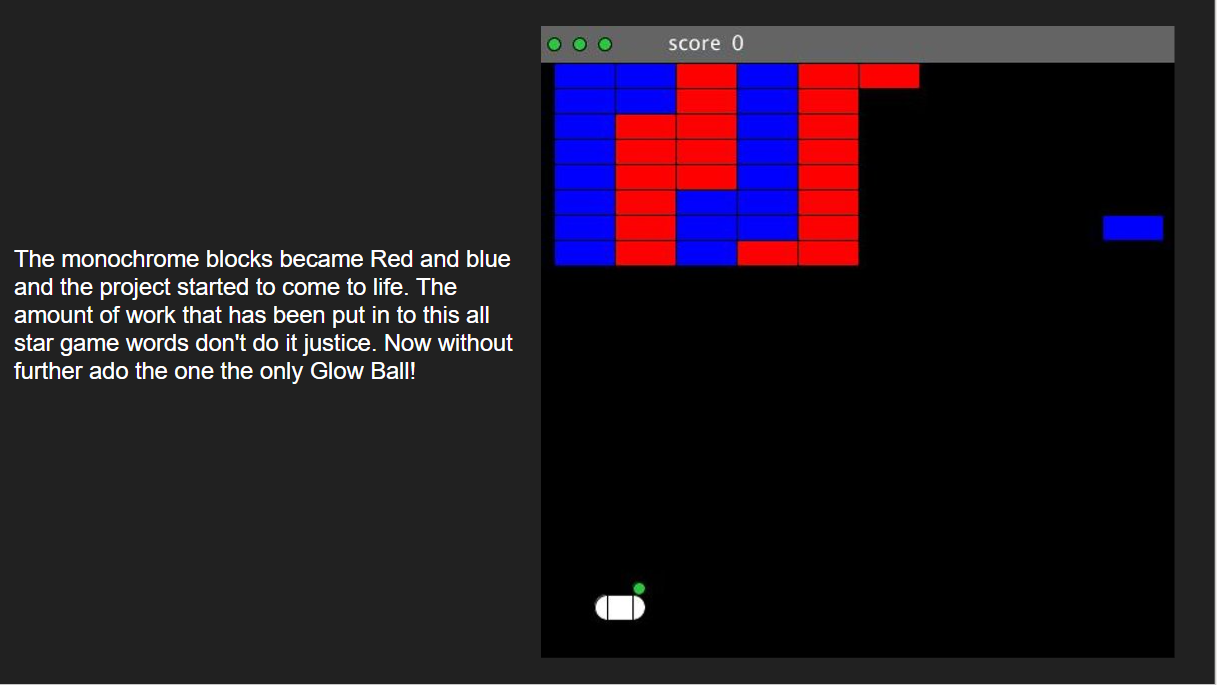 score 0
The monochrome blocks became Red and blue
and the project started to come to life. The
amount of work that has been put in to this all
star game words don't do it justice. Now without
further ado the one the only Glow Ball!